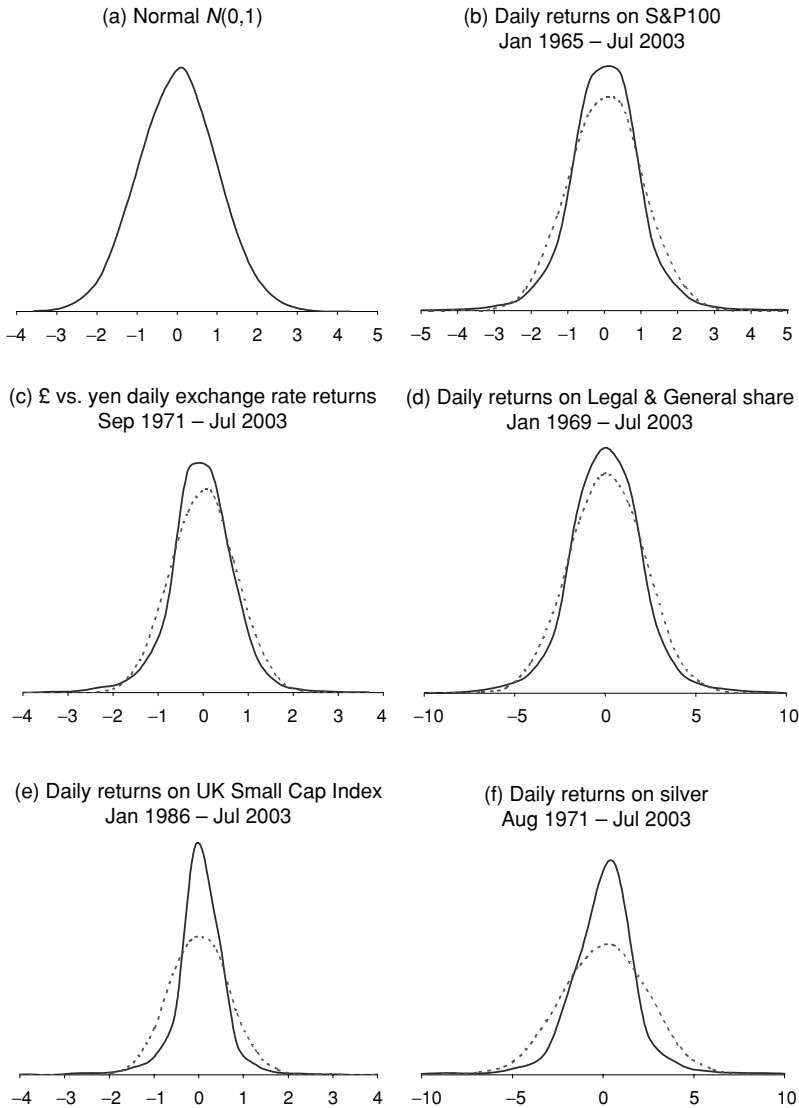 (a) Normal N(0,1)
(b) Daily returns on S&P100
Jan 1965 – Jul 2003
–4 –3 –2 –1 0 1 2 3 4 5
–5 –4 –3 –2 –1 0 1 2 3 4 5
(c) £ vs. yen daily exchange rate returns
Sep 1971 – Jul 2003
(d) Daily returns on Legal & General share
Jan 1969 – Jul 2003
–4 –3 –2 –1 0 1 2 3 4
–10 –5 0 5 10
(e) Daily returns on UK Small Cap Index
Jan 1986 – Jul 2003
(f) Daily returns on silver
Aug 1971 – Jul 2003
–4 –3 –2 –1 0 1 2 3 4
–10 –5 0 5 10